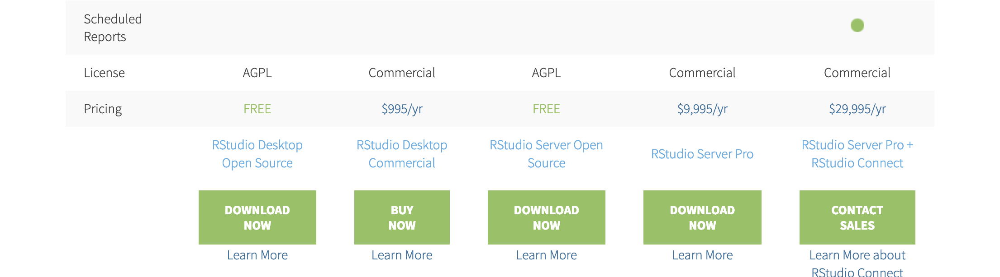 Scheduled
Reports
License AGPL Commercial AGPL Commercial Commercial
Pricing FREE $995/yr FREE $9,995/yr $29,995/yr
RStudio Desktop
Open Source
RStudio Desktop
Commercial
RStudio Server Open
Source
RStudio Server Pro
RStudio Server Pro +
RStudio Connect
DOWNLOAD
NOW
BUY
NOW
DOWNLOAD
NOW
DOWNLOAD
NOW
CONTACT
SALES
Learn More
Learn More
Learn More
Learn More
Learn More about
RStudio Connect